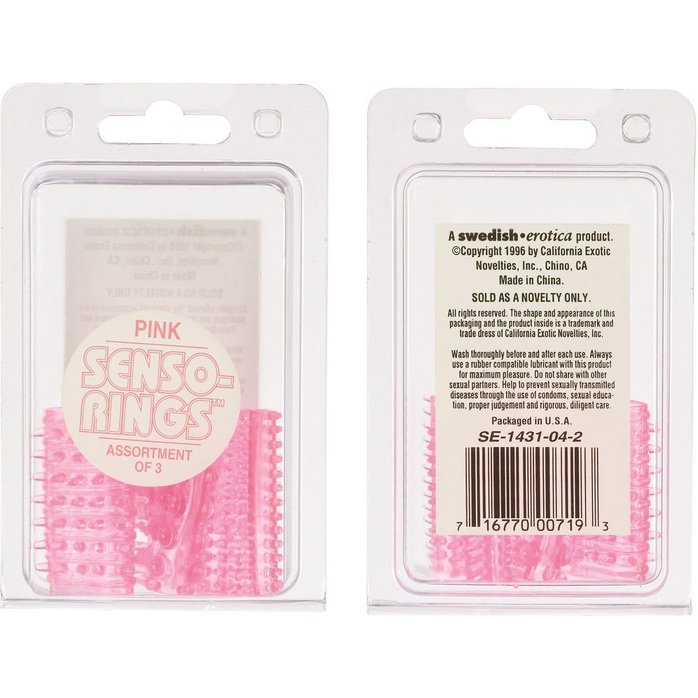 PINK
SENSO-
RINGS™
ASSORTMENT
OF 3
A swedish•erotica product.
©Copyright 1996 by California Exotic
Novelties, Inc., Chino, CA
Made in China.
SOLD AS A NOVELTY ONLY.
All rights reserved. The shape and appearance of this
packaging and the product inside is a trademark and
trade dress of California Exotic Novelties, Inc.
Wash thoroughly before and after each use. Always
use a rubber compatible lubricant with this product
for maximum pleasure. Do not share with other
sexual partners. Help to prevent sexually transmitted
diseases through the use of condoms, sexual educa-
tion, proper judgement and rigorous, diligent care.
Packaged in U.S.A.
SE-1431-04-2
7 16770 00719 3